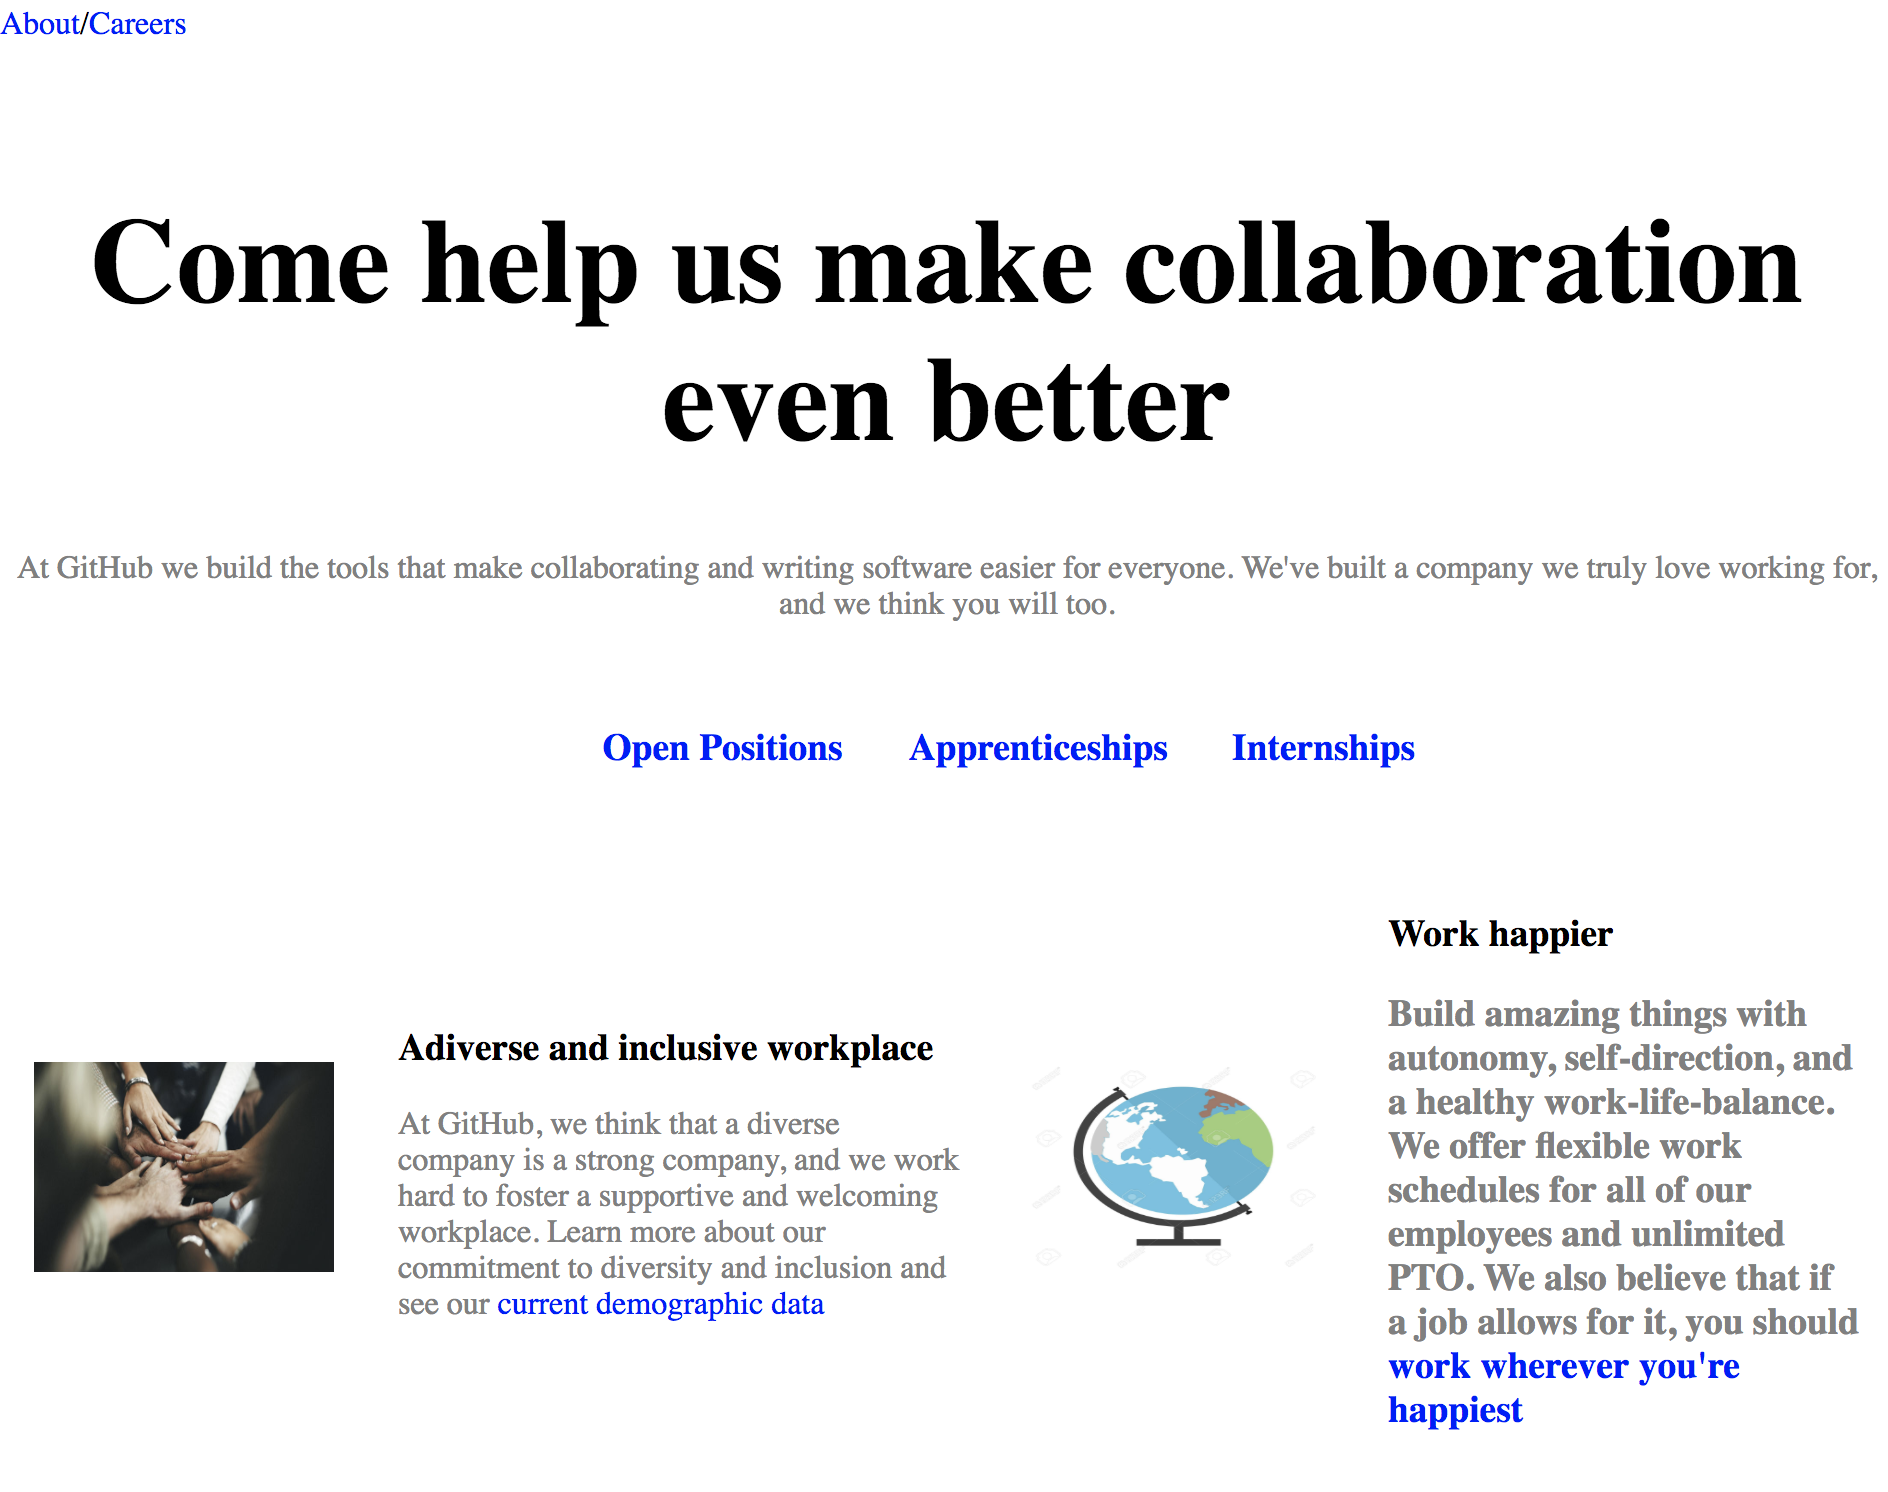 About/Careers
Come help us make collaboration
even better
At GitHub we build the tools that make collaborating and writing software easier for everyone. We've built a company we truly love working for,
and we think you will too.
Open Positions Apprenticeships Internships
Adiverse and inclusive workplace
At GitHub, we think that a diverse
company is a strong company, and we work
hard to foster a supportive and welcoming
workplace. Learn more about our
commitment to diversity and inclusion and
see our current demographic data
Work happier
Build amazing things with
autonomy, self-direction, and
a healthy work-life-balance.
We offer flexible work
schedules for all of our
employees and unlimited
PTO. We also believe that if
a job allows for it, you should
work wherever you're
happiest